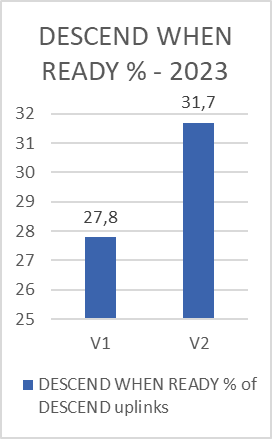 DESCEND WHEN
READY % - 2023
32
31
30
29
28
27
26
25
27,8
31,7
V1
V2
DESCEND WHEN READY % of
DESCEND uplinks